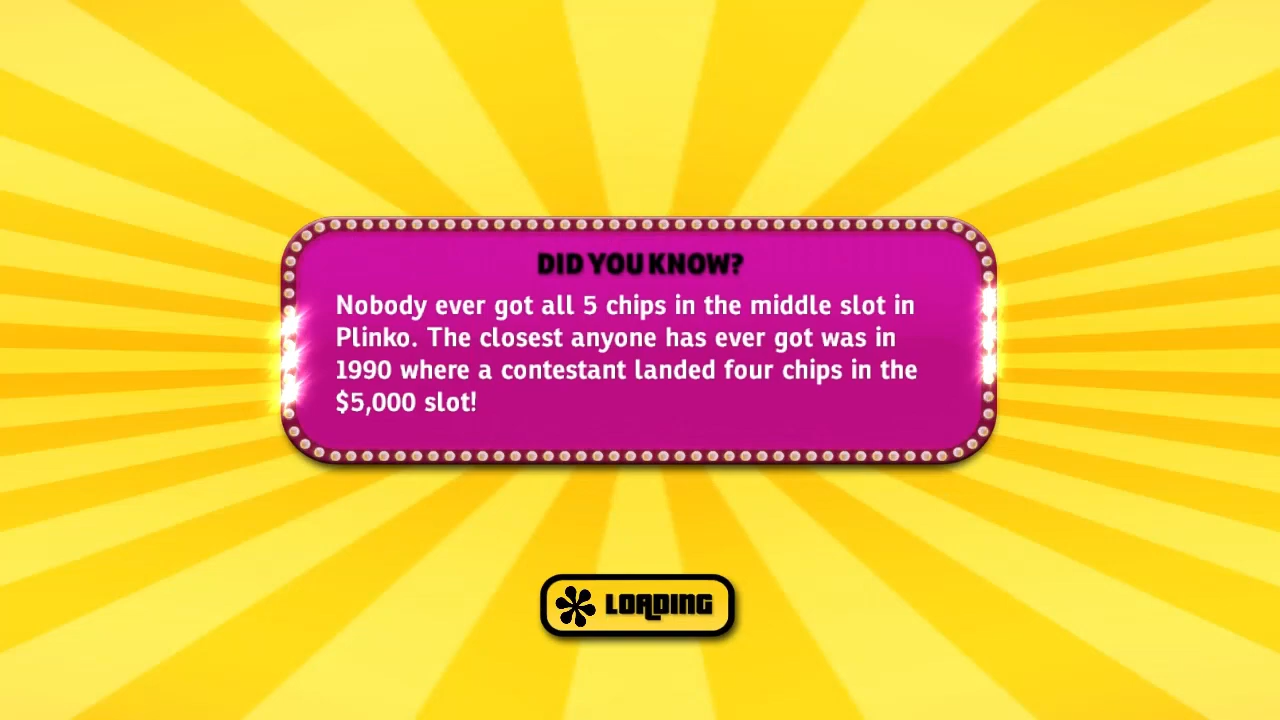 DID YOU KNOW?
Nobody ever got all 5 chips in the middle slot in
Plinko. The closest anyone has ever got was in
1990 where a contestant landed four chips in the
$5,000 slot!
LOADING